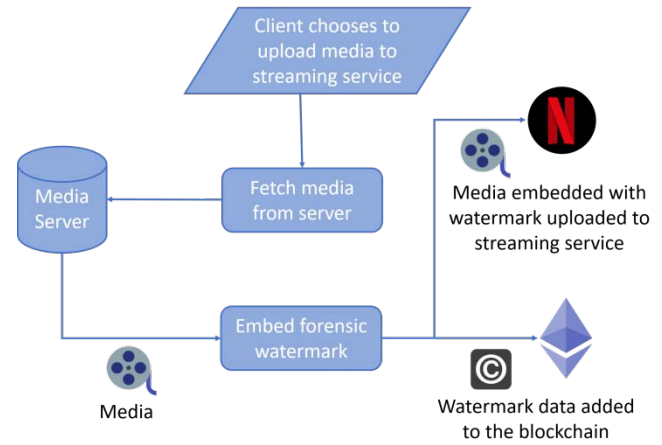 Client chooses to
upload media to
streaming service
N
Media
Server
Fetch media
from server
Media embedded with
watermark uploaded to
streaming service
Embed forensic
watermark
©
Media
Watermark data added
to the blockchain